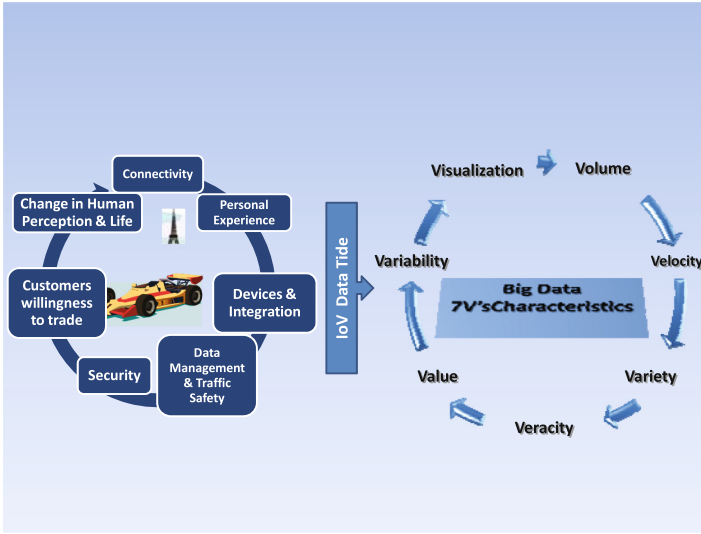 Connectivity
Personal
Experience
Devices &
Integration
Data
Management
& Traffic
Safety
Security
Customers
willingness
to trade
Change in Human
Perception & Life
IoV Data Tide
Visualization
Volume
Velocity
Variety
Veracity
Value
Variability
Big Data
7V'sCharacteristics